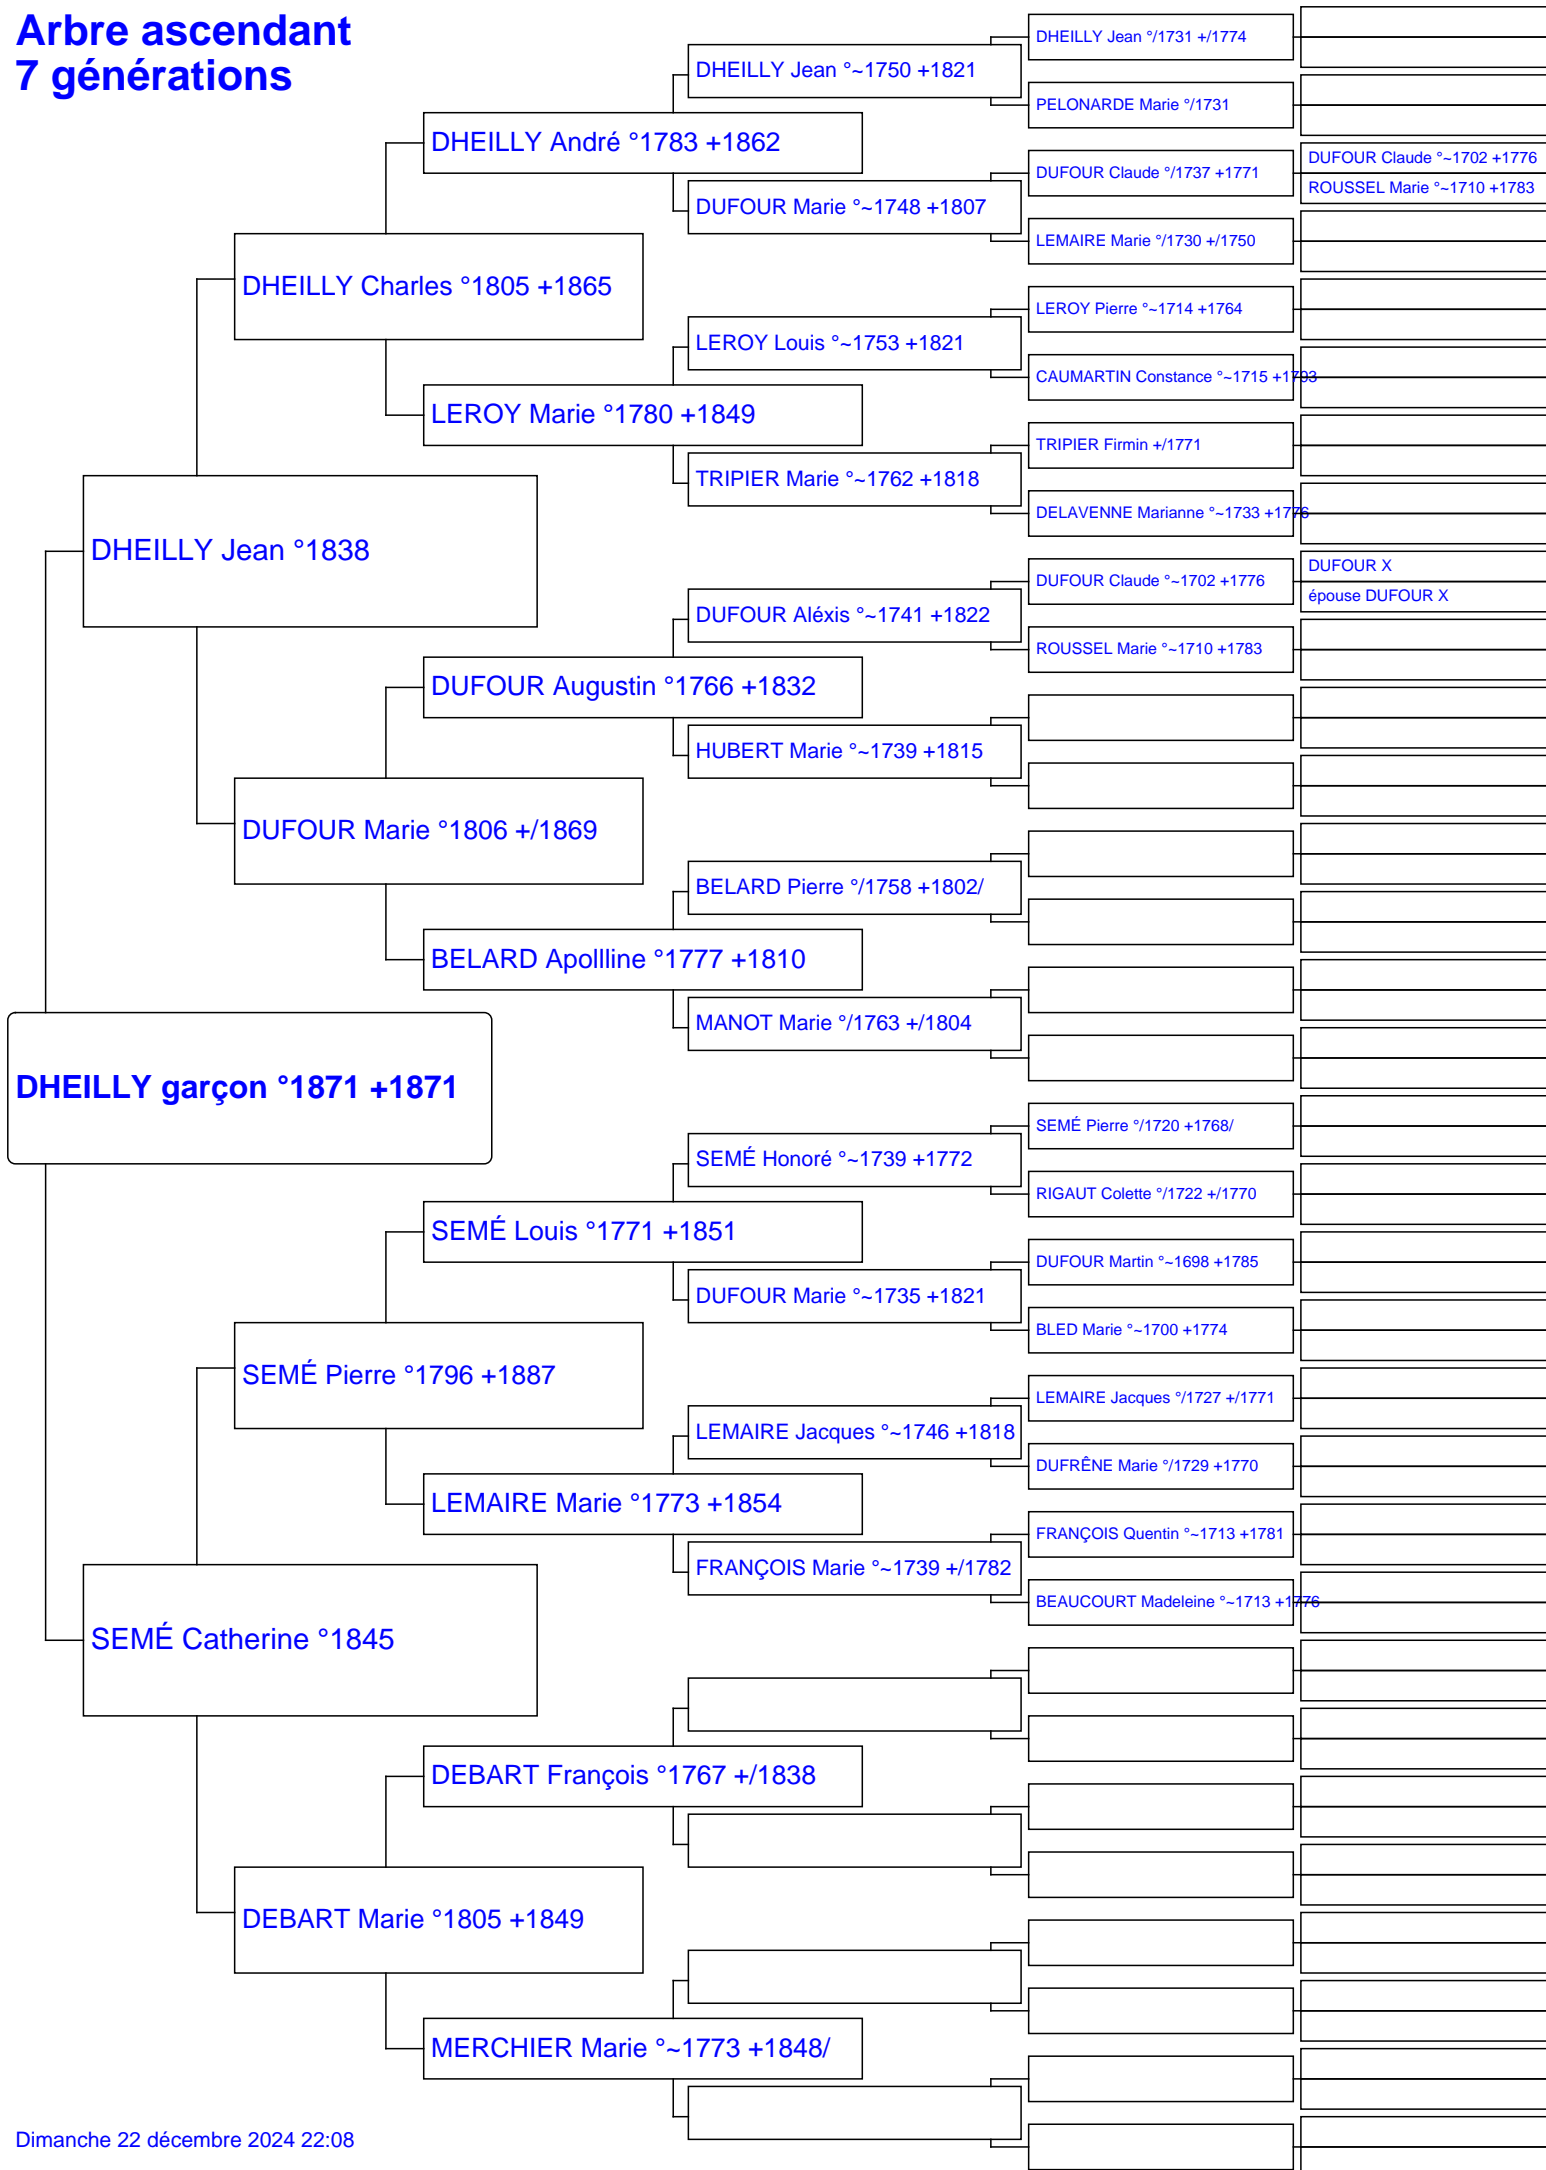 Arbre ascendant
7 générations
DHEILLY garçon °1871 +1871
DHEILLY Jean °1838
SEMÉ Catherine °1845
DHEILLY Charles °1805 +1865
DUFOUR Marie °1806 +/1869
SEMÉ Pierre °1796 +1887
DEBART Marie °1805 +1849
DHEILLY André °1783 +1862
LEROY Marie °1780 +1849
DUFOUR Augustin °1766 +1832
BELARD Apollline °1777 +1810
SEMÉ Louis °1771 +1851
LEMAIRE Marie °1773 +1854
DEBART François °1767 +/1838
MERCHIER Marie °~1773 +1848/
DHEILLY Jean °~1750 +1821
DUFOUR Marie °~1748 +1807
LEROY Louis °~1753 +1821
TRIPIER Marie °~1762 +1818
DUFOUR Aléxis °~1741 +1822
HUBERT Marie °~1739 +1815
BELARD Pierre °/1758 +1802/
MANOT Marie °/1763 +/1804
SEMÉ Honoré °~1739 +1772
DUFOUR Marie °~1735 +1821
LEMAIRE Jacques °~1746 +1818
FRANÇOIS Marie °~1739 +/1782
DHEILLY Jean °/1731 +/1774
PELONARDE Marie °/1731
DUFOUR Claude °/1737 +1771
LEMAIRE Marie °/1730 +/1750
LEROY Pierre °~1714 +1764
CAUMARTIN Constance °~1715 +1793
TRIPIER Firmin +/1771
DELAVENNE Marianne °~1733 +1776
DUFOUR Claude °~1702 +1776
ROUSSEL Marie °~1710 +1783
SEMÉ Pierre °/1720 +1768/
RIGAUT Colette °/1722 +/1770
DUFOUR Martin °~1698 +1785
BLED Marie °~1700 +1774
LEMAIRE Jacques °/1727 +/1771
DUFRÊNE Marie °/1729 +1770
FRANÇOIS Quentin °~1713 +1781
BEAUCOURT Madeleine °~1713 +1776
DUFOUR Claude °~1702 +1776
ROUSSEL Marie °~1710 +1783
DUFOUR X
épouse DUFOUR X
Dimanche 22 décembre 2024 22:08